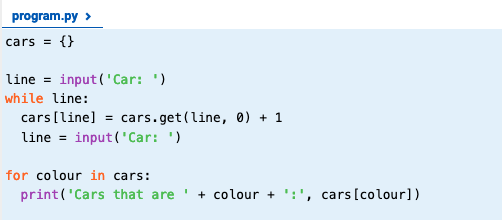 program.py >
cars = {}
line = input('Car: ')
while line:
  cars[line] = cars.get(line, 0) + 1
  line = input('Car: ')
for colour in cars:
  print('Cars that are ' + colour + ':', cars[colour])